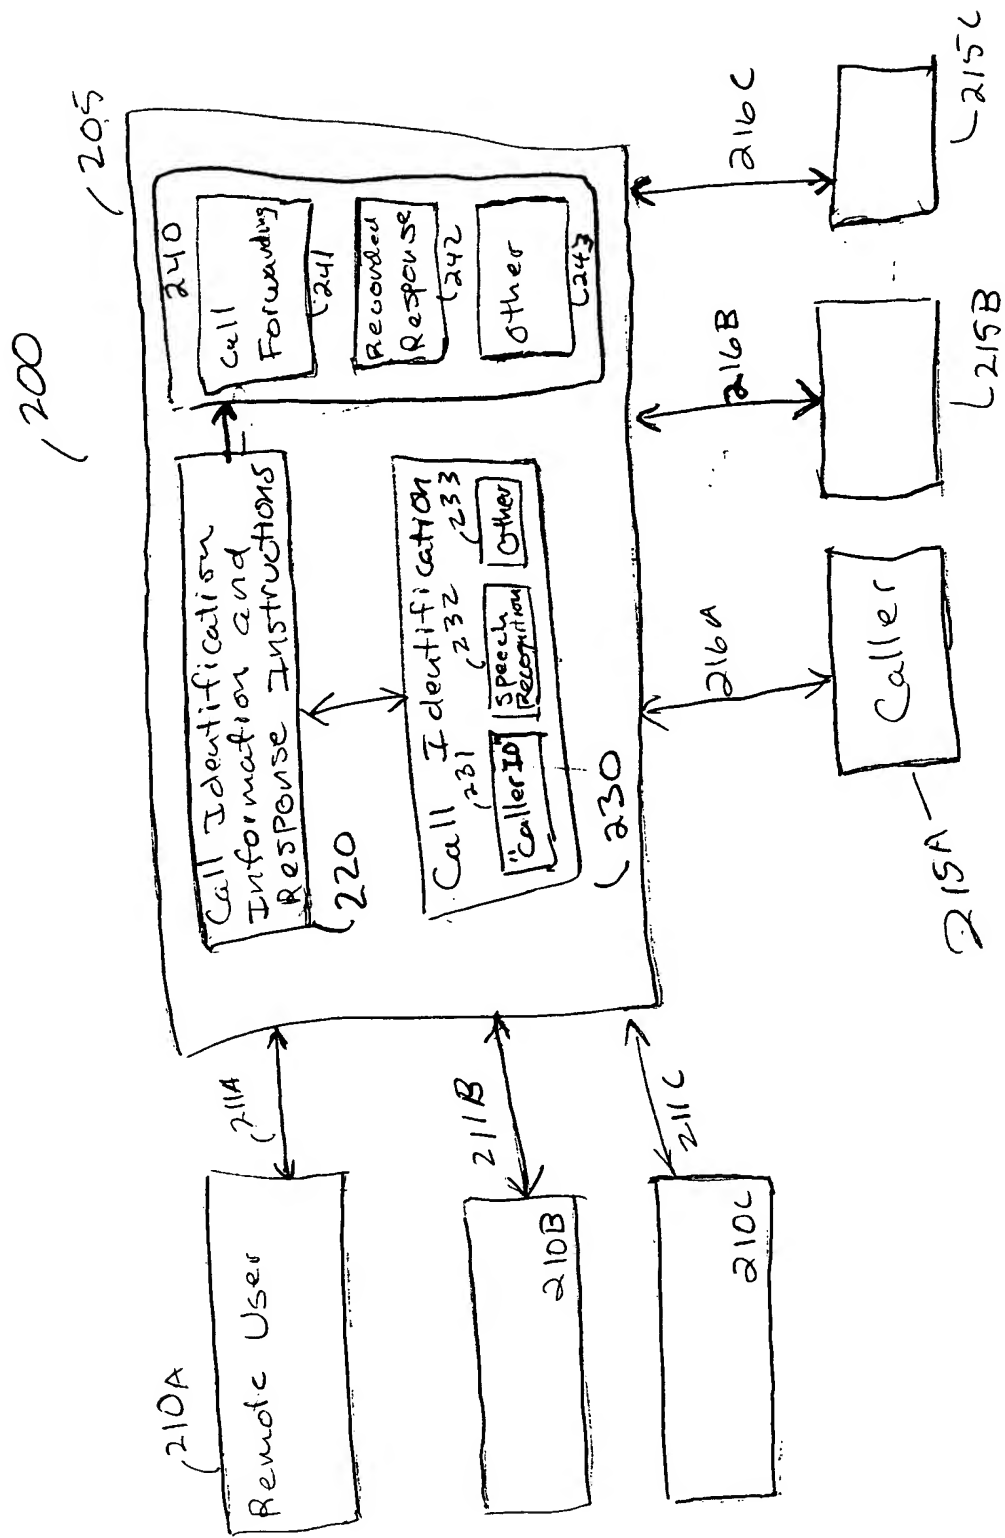 200
205
240
Call
Forwarding
241
Recorded
Response
242
Other
243
Call Identification
Information and
Response Instructions
220
Call Identification
231
232
233
"Caller ID"
Speech
Recognition
Other
230
210A
Remote User
211A
210B
211B
210C
211C
216A
216B
216C
Caller
215A
215B
215C